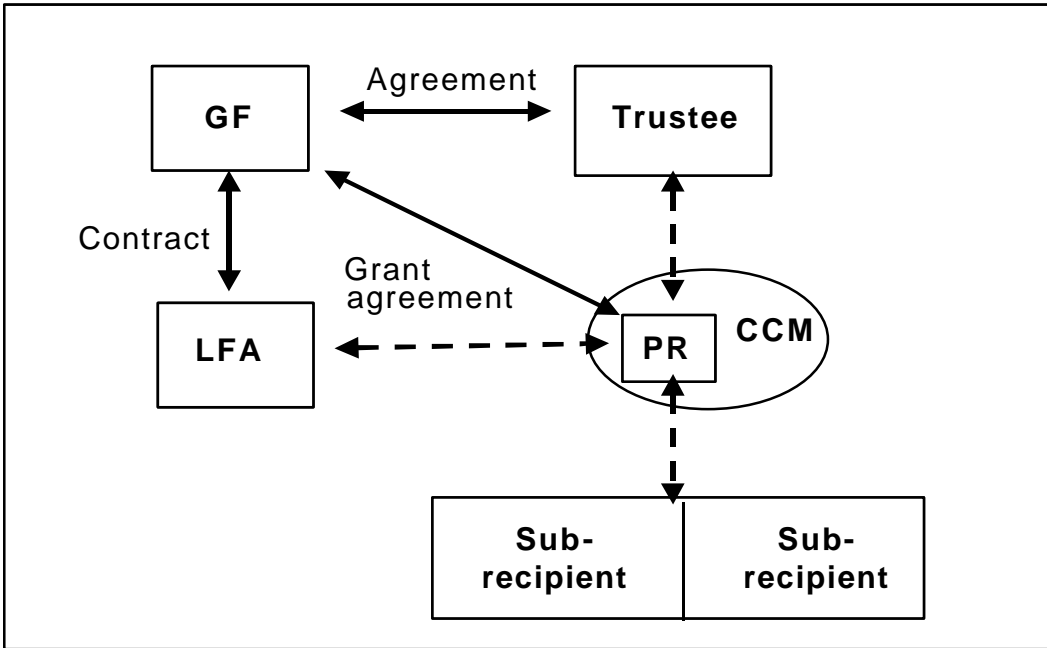 Agreement
GF
Trustee
Contract
Grant
agreement
LFA
PR
CCM
Sub-
recipient
Sub-
recipient